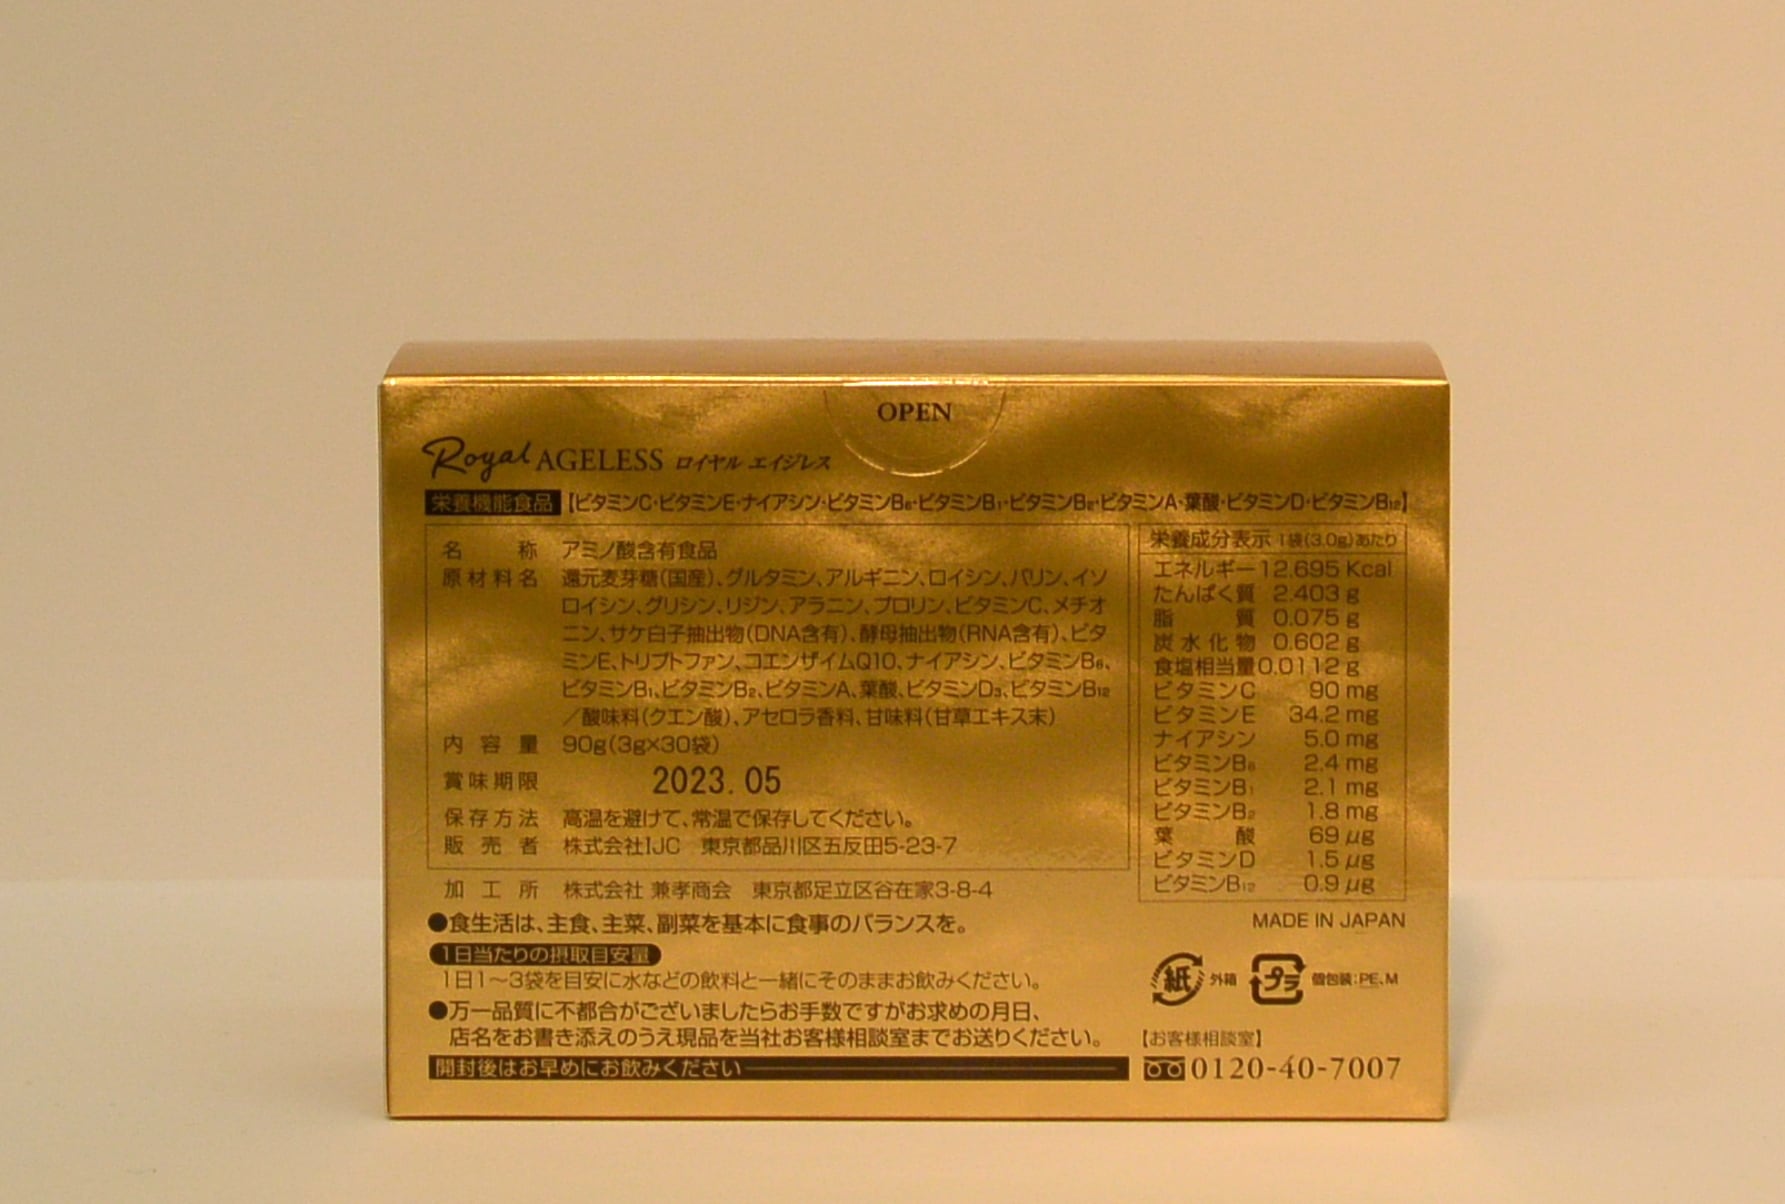 OPEN
Royal AGELESS ロイヤル エイジレス
栄養機能食品【ビタミンC・ビタミンE・ナイアシン・ビタミンB₆・ビタミンB₁・ビタミンB₂・ビタミンA・葉酸・ビタミンD・ビタミンB₁₂】
名称 アミノ酸含有食品
原材料名 還元麦芽糖(国産)、グルタミン、アルギニン、ロイシン、バリン、イソ
ロイシン、グリシン、リジン、アラニン、プロリン、ビタミンC、メチオ
ニン、サケ白子抽出物(DNA含有)、酵母抽出物(RNA含有)、ビタ
ミンE、トリプトファン、コエンザイムQ10、ナイアシン、ビタミンB₆、
ビタミンB₁、ビタミンB₂、ビタミンA、葉酸、ビタミンD₃、ビタミンB₁₂
/酸味料(クエン酸)、アセロラ香料、甘味料(甘草エキス末)
内容量 90g(3g×30袋)
賞味期限 2023.05
保存方法 高温を避けて、常温で保存してください。
販売者 株式会社IJC 東京都品川区五反田5-23-7
加工所 株式会社 兼孝商会 東京都足立区谷在家3-8-4
●食生活は、主食、主菜、副菜を基本に食事のバランスを。
1日当たりの摂取目安量
1日1〜3袋を目安に水などの飲料と一緒にそのままお飲みください。
●万一品質に不都合がございましたらお手数ですがお求めの月日、
店名をお書き添えのうえ現品を当社お客様相談室までお送りください。
開封後はお早めにお飲みください
栄養成分表示 1袋(3.0g)あたり
エネルギー 12.695 Kcal
たんぱく質 2.403 g
脂質 0.075 g
炭水化物 0.602 g
食塩相当量 0.0112 g
ビタミンC 90 mg
ビタミンE 34.2 mg
ナイアシン 5.0 mg
ビタミンB₆ 2.4 mg
ビタミンB₁ 2.1 mg
ビタミンB₂ 1.8 mg
葉酸 69 μg
ビタミンD 1.5 μg
ビタミンB₁₂ 0.9 μg
MADE IN JAPAN
紙 外箱 プラ 個包装:PE、M
【お客様相談室】
0120-40-7007